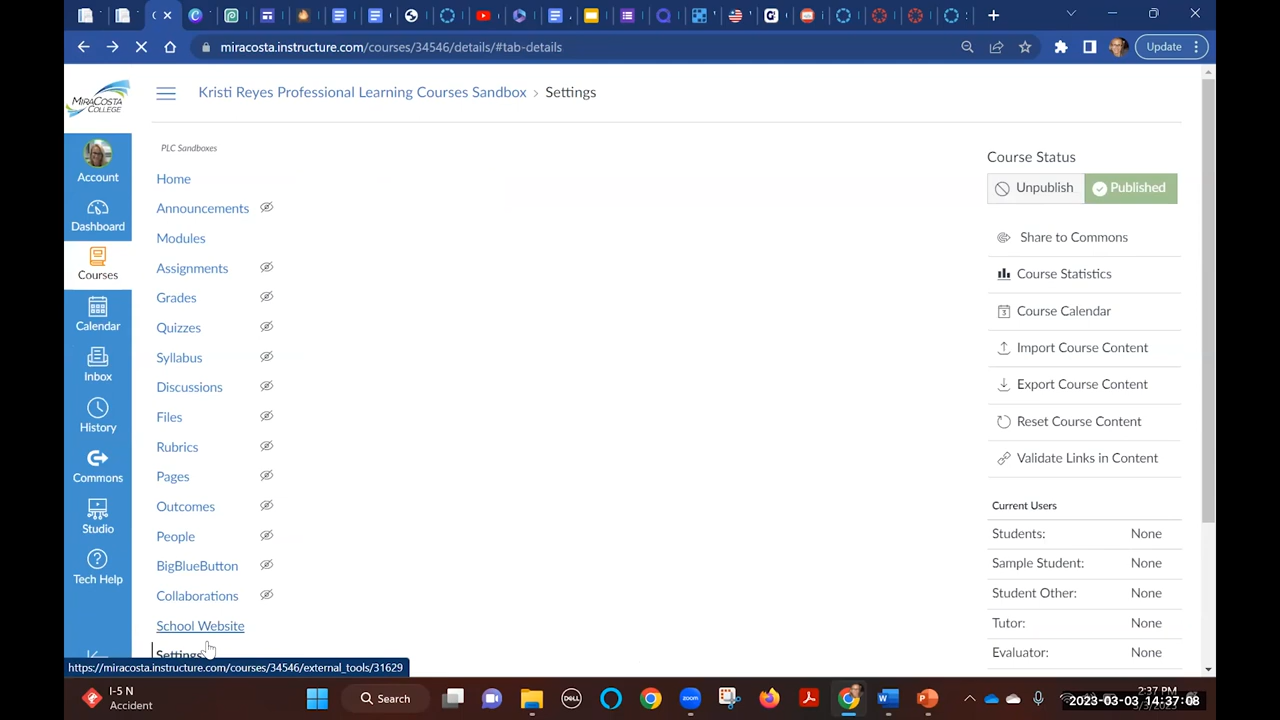 Update
miracosta.instructure.com/courses/34546/details/#tab-details
MIRACOSTA
COLLEGE
Kristi Reyes Professional Learning Courses Sandbox > Settings
Account
Dashboard
Courses
Calendar
Inbox
History
Commons
Studio
Tech Help
PLC Sandboxes
Home
Announcements
Modules
Assignments
Grades
Quizzes
Syllabus
Discussions
Files
Rubrics
Pages
Outcomes
People
BigBlueButton
Collaborations
School Website
Settings
Course Status
Unpublish
Published
Share to Commons
Course Statistics
Course Calendar
Import Course Content
Export Course Content
Reset Course Content
Validate Links in Content
Current Users
Students: None
Sample Student: None
Student Other: None
Tutor: None
Evaluator: None
https://miracosta.instructure.com/courses/34546/external_tools/31629
I-5 N
Accident
Search
DELL
2:37 PM
2023-03-03 14:37:08